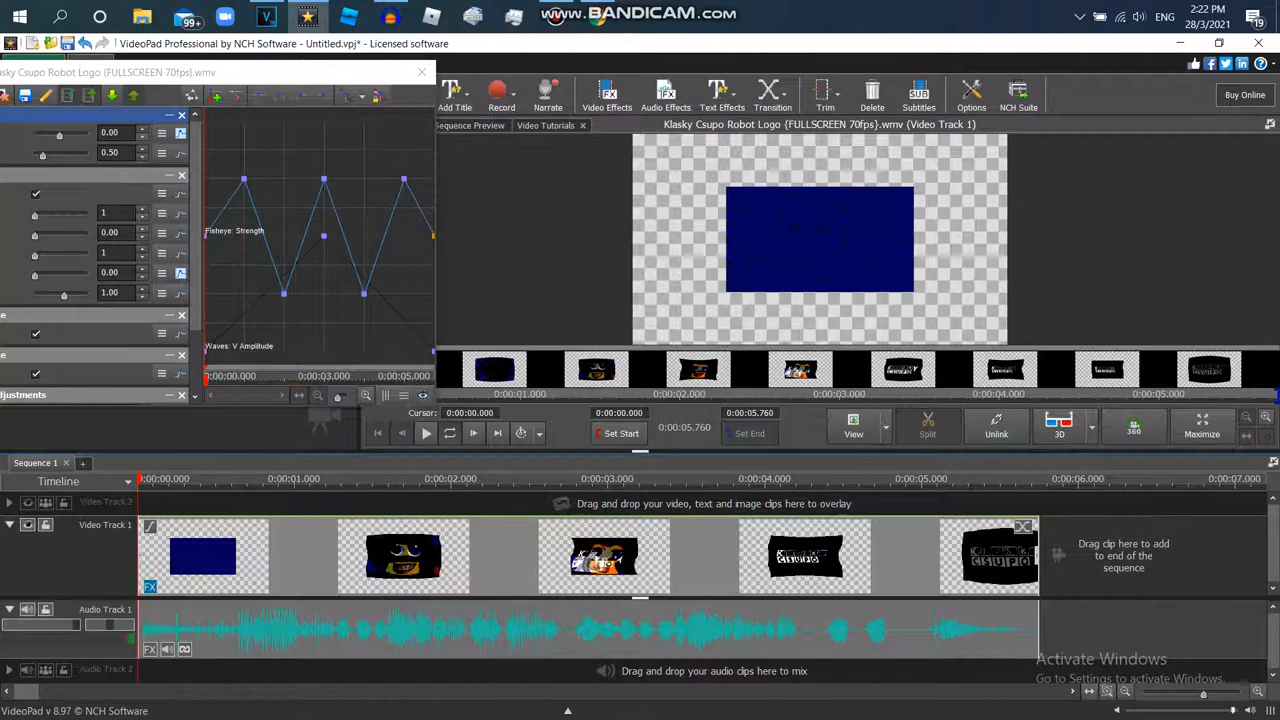 99+
www.BANDICAM.com
2:22 PM
ENG
28/3/2021
19
VideoPad Professional by NCH Software - Untitled.vpj* - Licensed software
asky Csupo Robot Logo {FULLSCREEN 70fps}.wmv
Add Title
Record
Narrate
Video Effects
Audio Effects
Text Effects
Transition
Trim
Delete
Subtitles
Options
NCH Suite
Buy Online
Sequence Preview
Video Tutorials
Klasky Csupo Robot Logo {FULLSCREEN 70fps}.wmv (Video Track 1)
0.00
0.50
1
0.00
1
0.00
1.00
Fisheye: Strength
Waves: V Amplitude
0:00:00.000
0:00:03.000
0:00:05.000
djustments
0:00:01.000
0:00:02.000
0:00:03.000
0:00:04.000
0:00:05.000
Cursor:
0:00:00.000
0:00:00.000
0:00:05.760
Set Start
0:00:05.760
Set End
View
Split
Unlink
3D
360
Maximize
Sequence 1
Timeline
0:00:00.000
0:00:01.000
0:00:02.000
0:00:03.000
0:00:04.000
0:00:05.000
0:00:06.000
0:00:07.000
Video Track 2
Drag and drop your video, text and image clips here to overlay
Video Track 1
KLASKY
CSUPO
Drag clip here to add
to end of the
sequence
FX
Audio Track 1
FX
Audio Track 2
Drag and drop your audio clips here to mix
Activate Windows
Go to Settings to activate Windows.
VideoPad v 8.97 © NCH Software